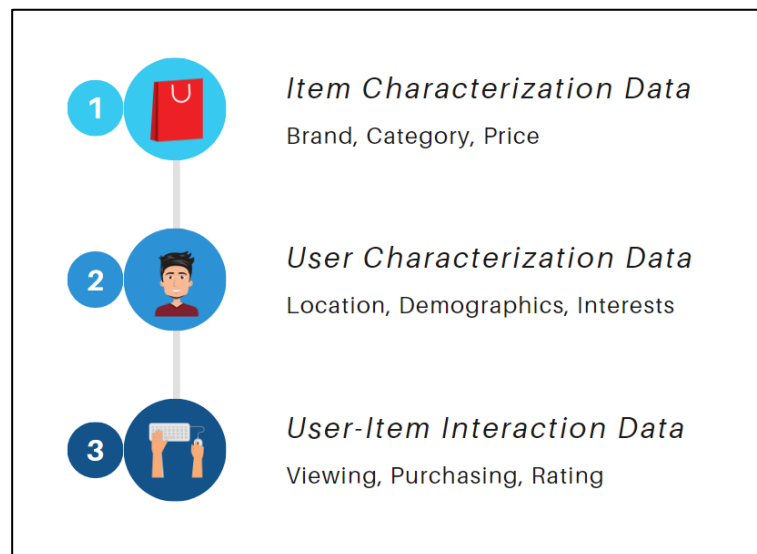 1
Item Characterization Data
Brand, Category, Price
2
User Characterization Data
Location, Demographics, Interests
3
User-Item Interaction Data
Viewing, Purchasing, Rating